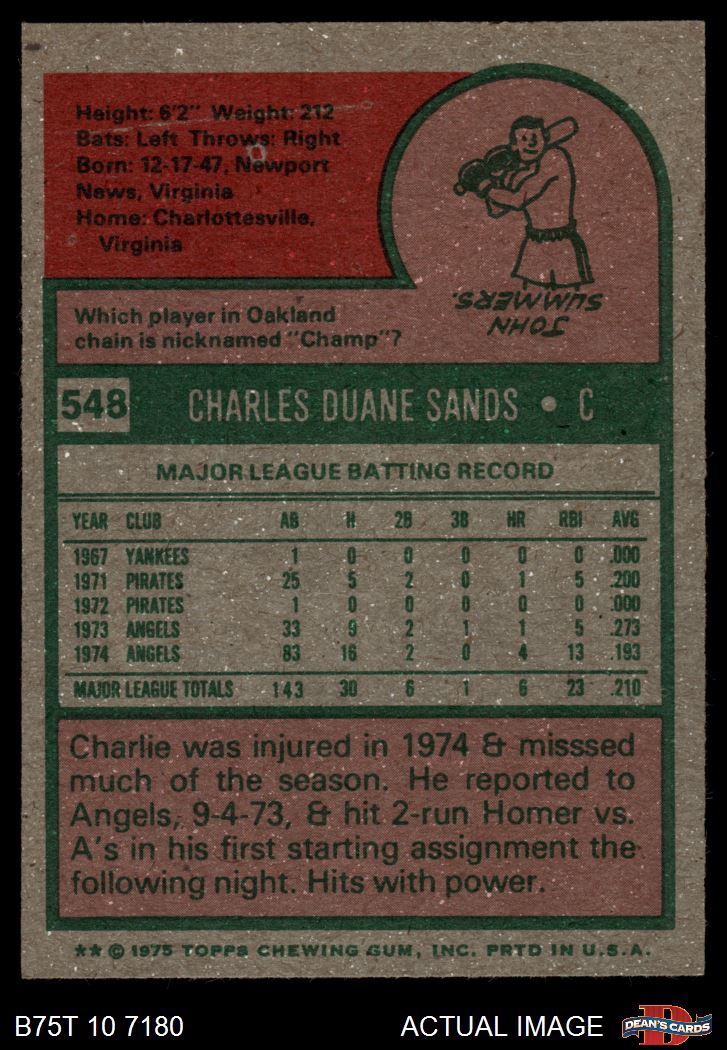 Height: 6'2" Weight: 212
Bats: Left Throws: Right
Born: 12-17-47, Newport
News, Virginia
Home: Charlottesville,
Virginia
JOHN
SUMMERS.
Which player in Oakland
chain is nicknamed "Champ"?
548 CHARLES DUANE SANDS • C
MAJOR LEAGUE BATTING RECORD
YEAR CLUB AB H 2B 3B HR RBI AVG
1967 YANKEES 1 0 0 0 0 0 .000
1971 PIRATES 25 5 2 0 1 5 .200
1972 PIRATES 1 0 0 0 0 0 .000
1973 ANGELS 33 9 2 1 1 5 .273
1974 ANGELS 83 16 2 0 4 13 .193
MAJOR LEAGUE TOTALS 143 30 6 1 6 23 .210
Charlie was injured in 1974 & misssed
much of the season. He reported to
Angels, 9-4-73, & hit 2-run Homer vs.
A's in his first starting assignment the
following night. Hits with power.
** © 1975 TOPPS CHEWING GUM, INC. PRTD IN U.S.A.
B75T 10 7180 ACTUAL IMAGE
D
DEAN'S CARDS